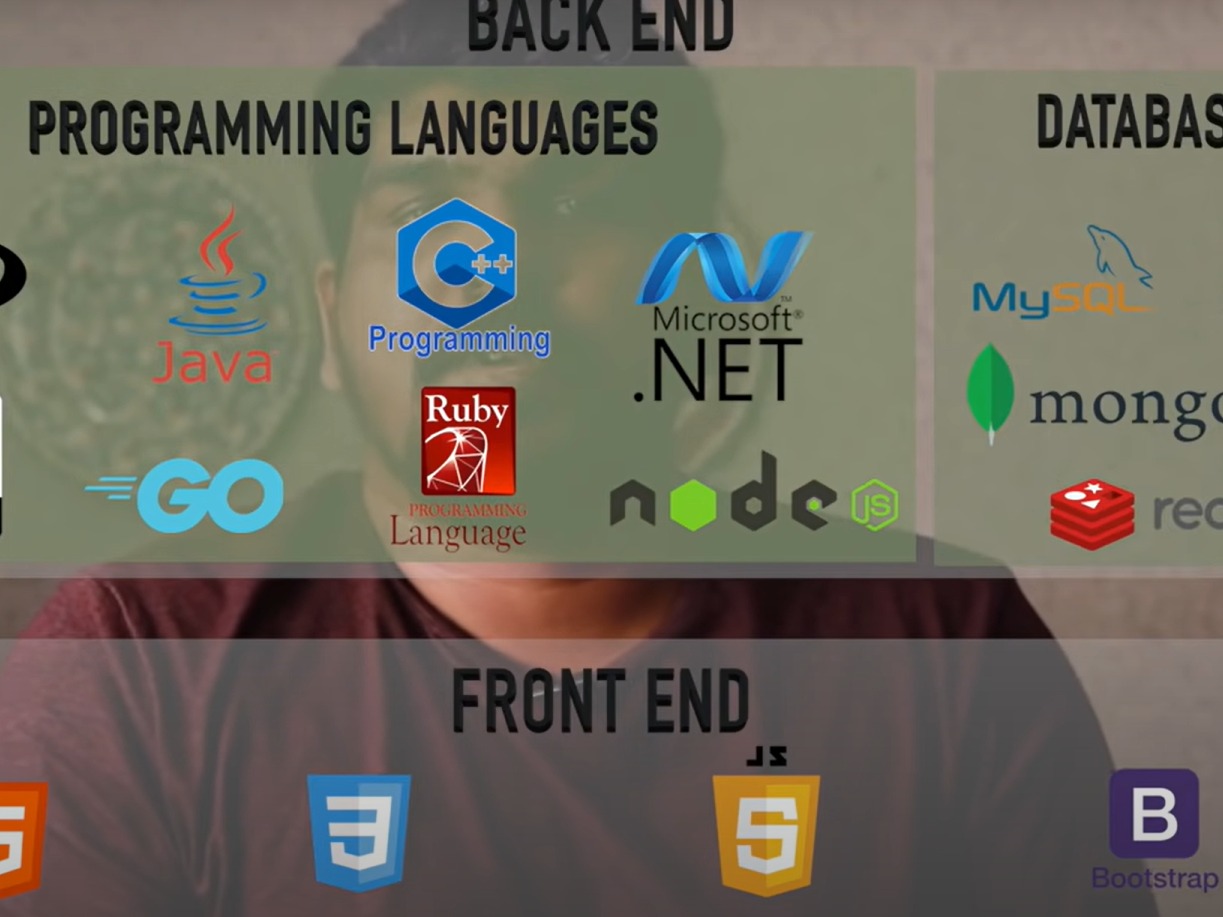 BACK END
PROGRAMMING LANGUAGES
DATABAS
Java
C++
Programming
Microsoft®
.NET
MySQL
mongo
Ruby
PROGRAMMING
Language
GO
node
JS
rec
FRONT END
JS
5
3
5
B
Bootstrap